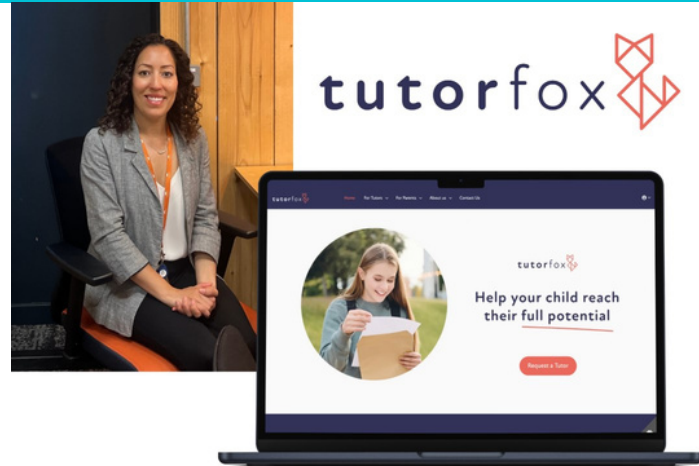 tutorfox
tutorfox
Home For Tutors For Parents About us Contact Us
tutorfox
Help your child reach
their full potential
Request a Tutor